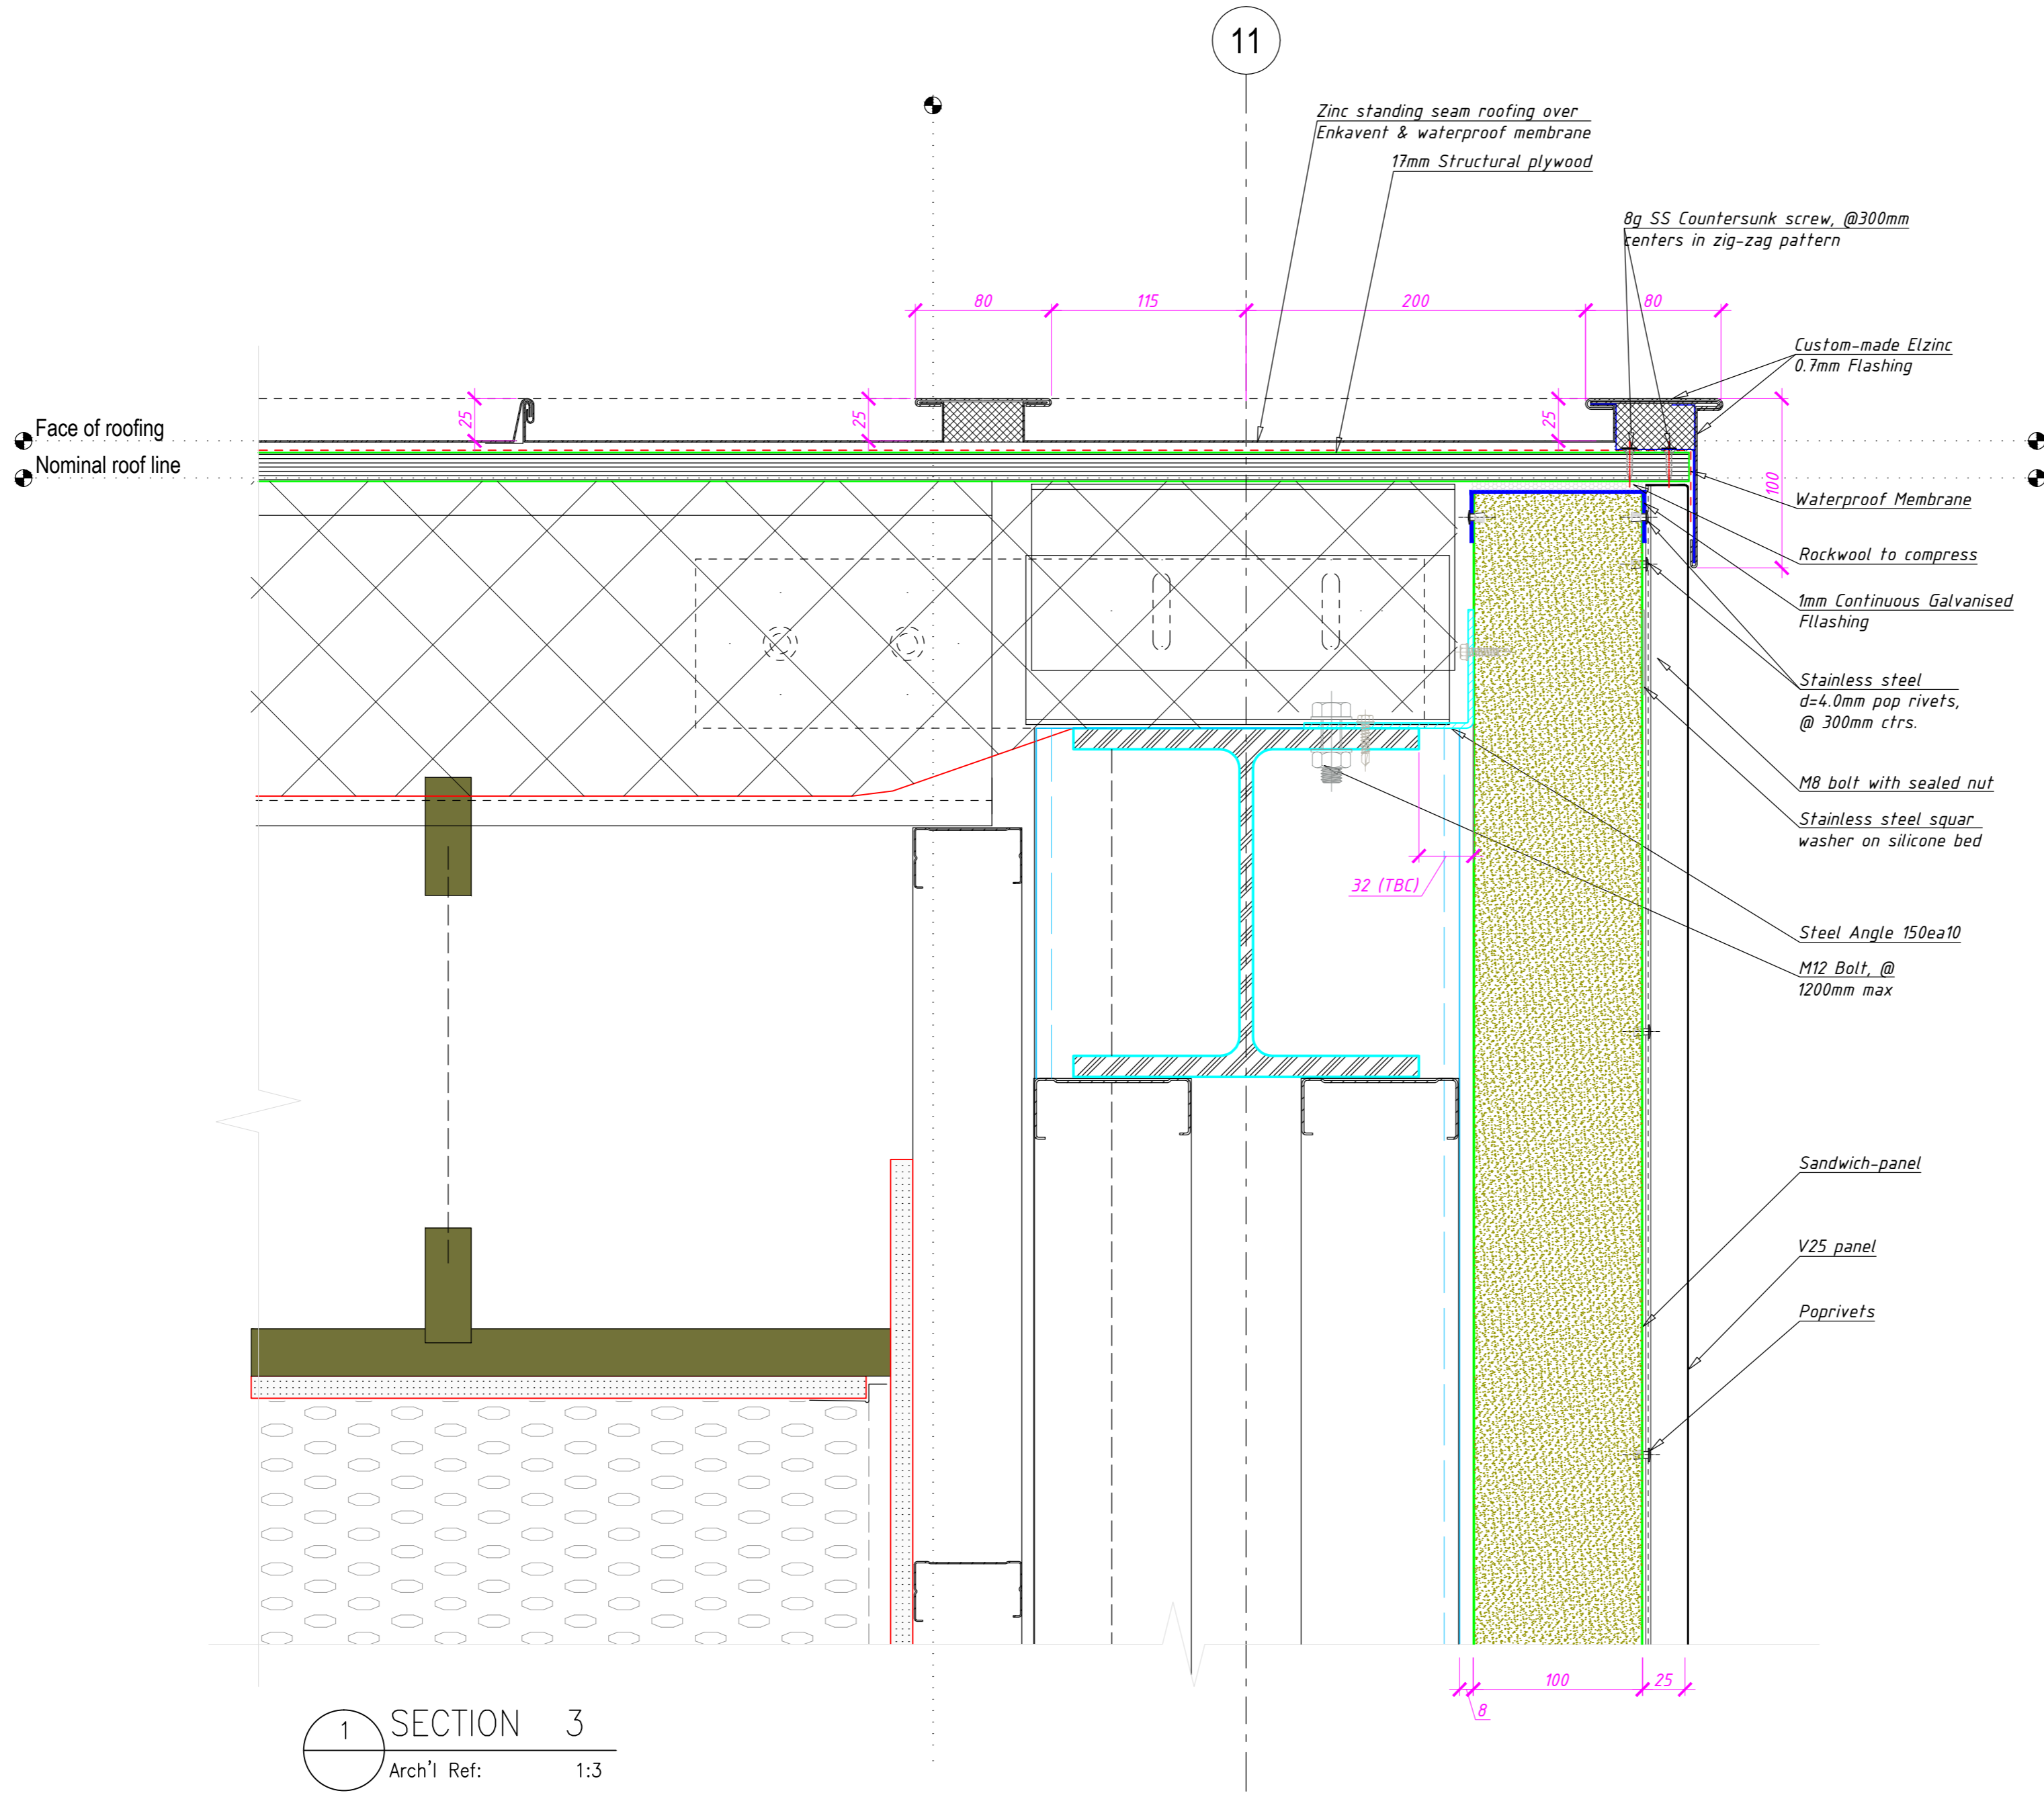 11
Zinc standing seam roofing over
Enkavent & waterproof membrane
17mm Structural plywood
8g SS Countersunk screw, @300mm
centers in zig-zag pattern
80
115
200
80
Custom-made Elzinc
0.7mm Flashing
25
25
25
100
Face of roofing
Nominal roof line
Waterproof Membrane
Rockwool to compress
1mm Continuous Galvanised
Fllashing
Stainless steel
d=4.0mm pop rivets,
@ 300mm ctrs.
M8 bolt with sealed nut
Stainless steel squar
washer on silicone bed
32 (TBC)
Steel Angle 150ea10
M12 Bolt, @
1200mm max
Sandwich-panel
V25 panel
Poprivets
100
25
8
1
SECTION 3
Arch'l Ref: 1:3